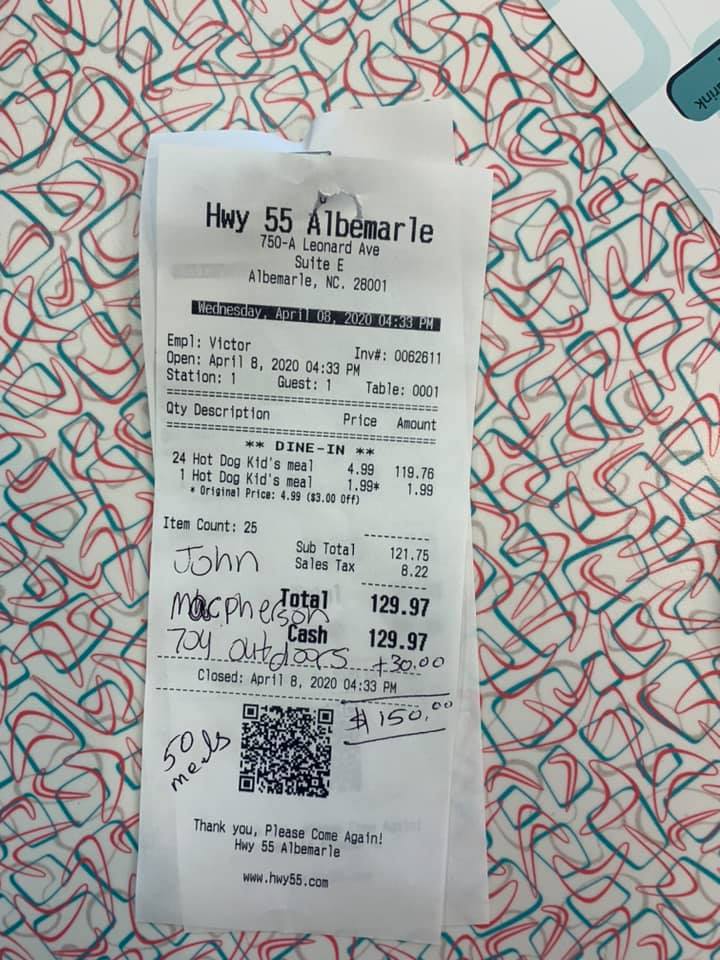 Hwy 55 Albemarle
750-A Leonard Ave
Suite E
Albemarle, NC. 28001
Wednesday, April 08, 2020 04:33 PM
Empl: Victor Inv#: 0062611
Open: April 8, 2020 04:33 PM
Station: 1 Guest: 1 Table: 0001
Qty Description Price Amount
** DINE-IN **
24 Hot Dog Kid's meal 4.99 119.76
1 Hot Dog Kid's meal 1.99* 1.99
* Original Price: 4.99 ($3.00 Off)
Item Count: 25
Sub Total 121.75
Sales Tax 8.22
John
Total 129.97
Macpherson
Cash 129.97
704 outdoors +30.00
Closed: April 8, 2020 04:33 PM
$150.00
50 meals
Thank you, Please Come Again!
Hwy 55 Albemarle
www.hwy55.com